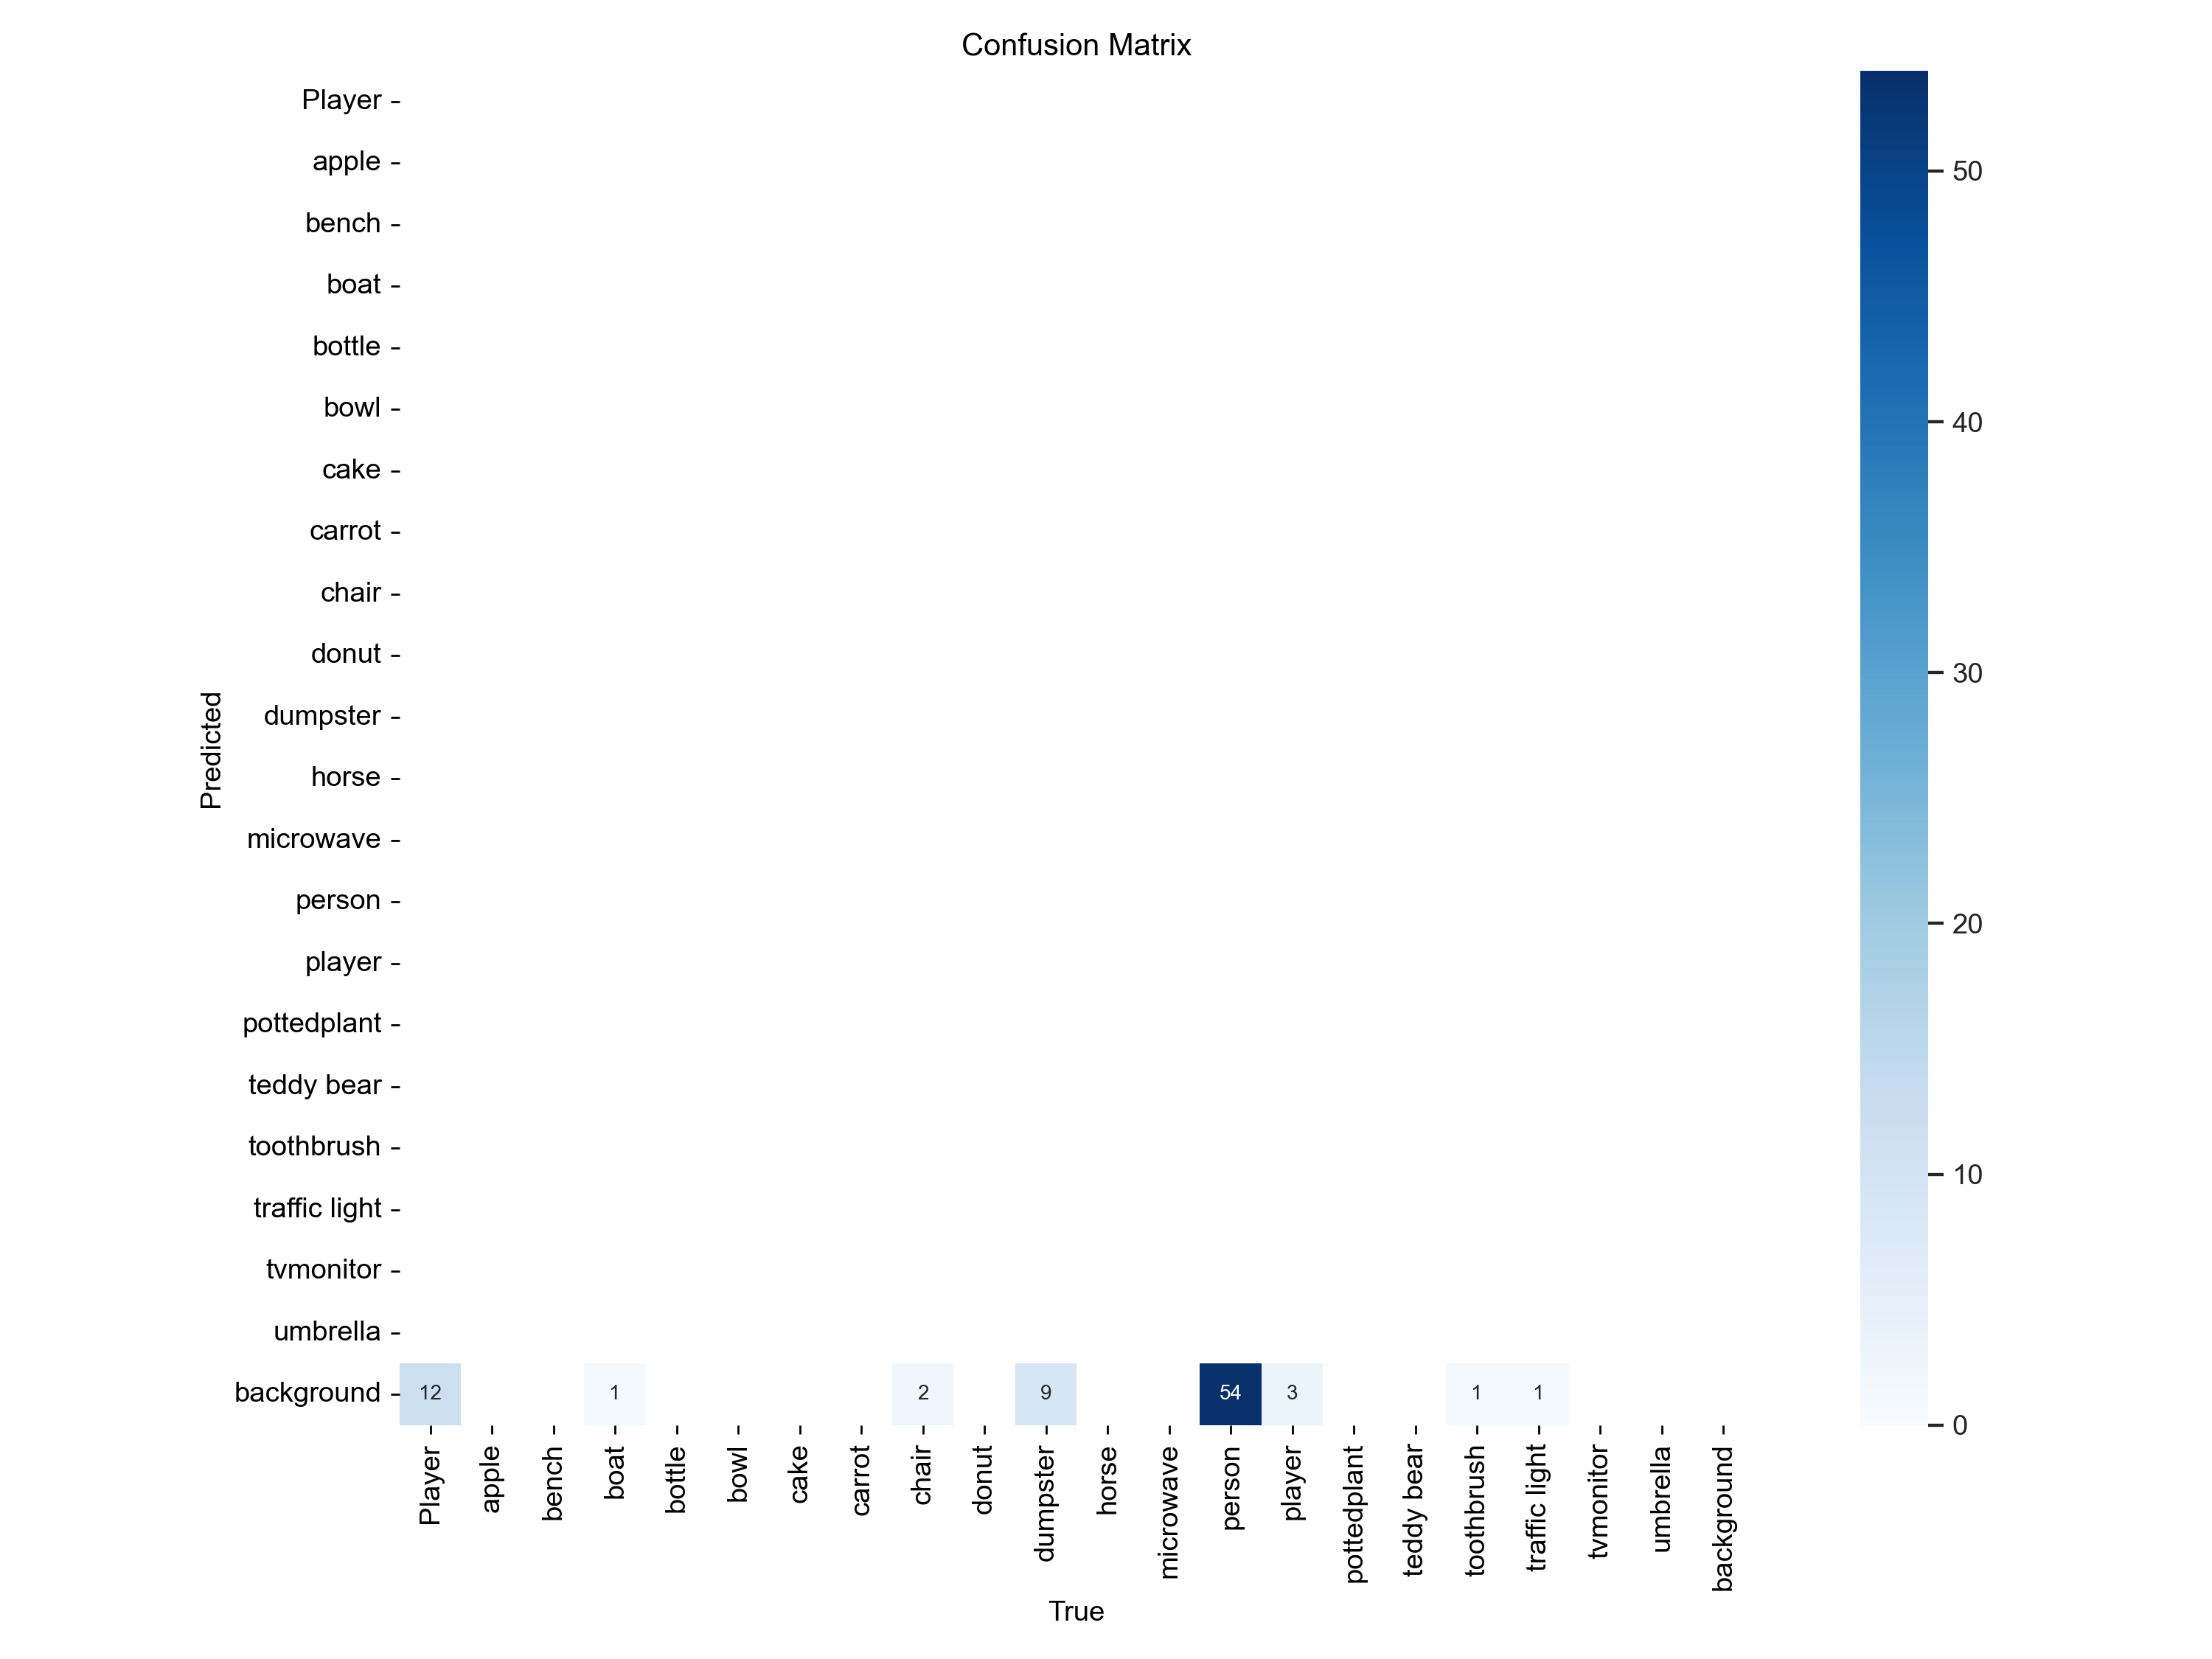 Confusion Matrix
Player
apple
bench
boat
bottle
bowl
cake
carrot
chair
donut
dumpster
horse
microwave
person
player
pottedplant
teddy bear
toothbrush
traffic light
tvmonitor
umbrella
background
Predicted
12 1 2 9 54 3 1 1
Player
apple
bench
boat
bottle
bowl
cake
carrot
chair
donut
dumpster
horse
microwave
person
player
pottedplant
teddy bear
toothbrush
traffic light
tvmonitor
umbrella
background
True
50
40
30
20
10
0